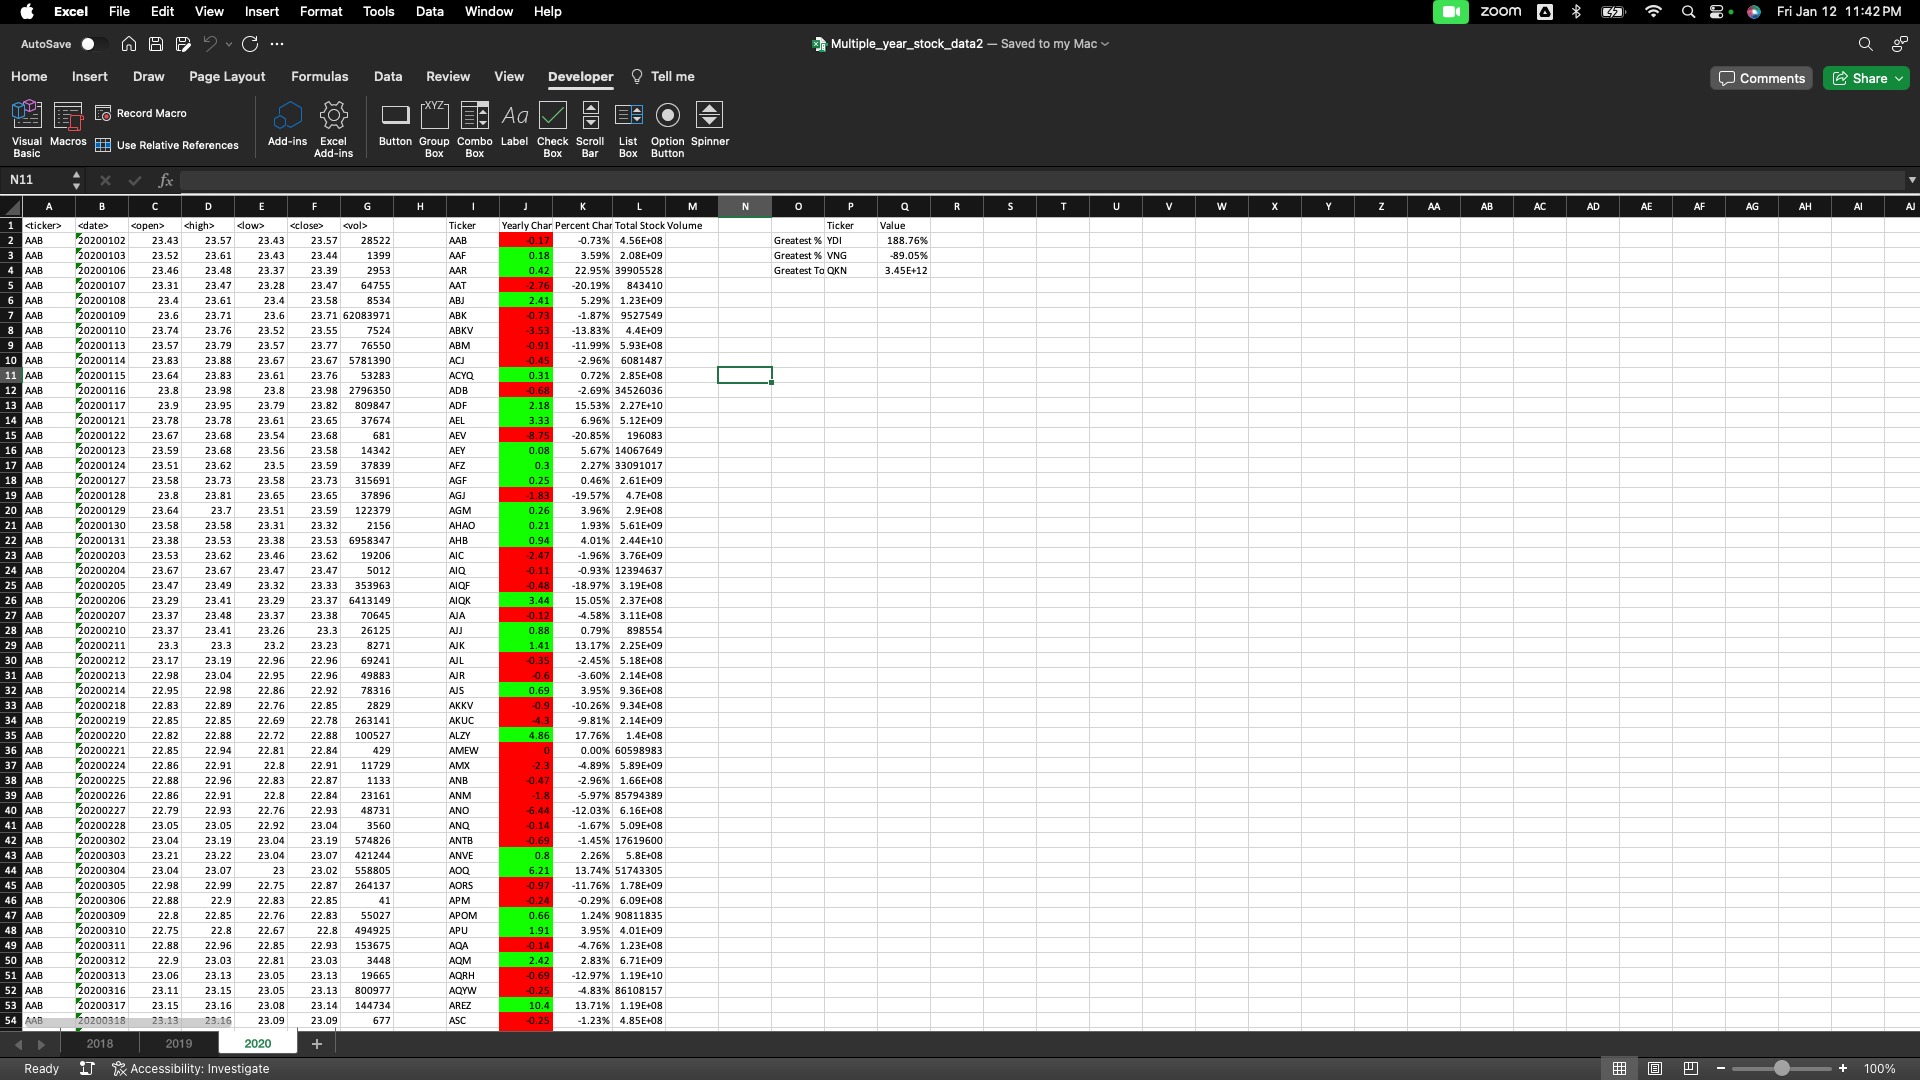 Excel File Edit View Insert Format Tools Data Window Help zoom Fri Jan 12 11:42 PM
AutoSave Multiple_year_stock_data2 — Saved to my Mac
Home Insert Draw Page Layout Formulas Data Review View Developer Tell me Comments Share
Visual Basic Macros Record Macro Use Relative References Add-ins Excel Add-ins Button XYZ Group Box Combo Box Aa Label Check Box Scroll Bar List Box Option Button Spinner
N11 fx
A B C D E F G H I J K L M N O P Q R S T U V W X Y Z AA AB AC AD AE AF AG AH AI AJ
1 <ticker> <date> <open> <high> <low> <close> <vol> Ticker Yearly Char Percent Char Total Stock Volume Ticker Value
2 AAB 20200102 23.43 23.57 23.43 23.57 28522 AAB -0.17 -0.73% 4.56E+08 Greatest % YDI 188.76%
3 AAB 20200103 23.52 23.61 23.43 23.44 1399 AAF 0.18 3.59% 2.08E+09 Greatest % VNG -89.05%
4 AAB 20200106 23.46 23.48 23.37 23.39 2953 AAR 0.42 22.95% 39905528 Greatest To QKN 3.45E+12
5 AAB 20200107 23.31 23.47 23.28 23.47 64755 AAT -2.76 -20.19% 843410
6 AAB 20200108 23.4 23.61 23.4 23.58 8534 ABJ 2.41 5.29% 1.23E+09
7 AAB 20200109 23.6 23.71 23.6 23.71 62083971 ABK -0.73 -1.87% 9527549
8 AAB 20200110 23.74 23.76 23.52 23.55 7524 ABKV -3.53 -13.83% 4.4E+09
9 AAB 20200113 23.57 23.79 23.57 23.77 76550 ABM -0.91 -11.99% 5.93E+08
10 AAB 20200114 23.83 23.88 23.67 23.67 5781390 ACJ -0.45 -2.96% 6081487
11 AAB 20200115 23.64 23.83 23.61 23.76 53283 ACYQ 0.31 0.72% 2.85E+08
12 AAB 20200116 23.8 23.98 23.8 23.98 2796350 ADB -0.68 -2.69% 34526036
13 AAB 20200117 23.9 23.95 23.79 23.82 809847 ADF 2.18 15.53% 2.27E+10
14 AAB 20200121 23.78 23.78 23.61 23.65 37674 AEL 3.33 6.96% 5.12E+09
15 AAB 20200122 23.67 23.68 23.54 23.68 681 AEV -8.75 -20.85% 196083
16 AAB 20200123 23.59 23.68 23.56 23.58 14342 AEY 0.08 5.67% 14067649
17 AAB 20200124 23.51 23.62 23.5 23.59 37839 AFZ 0.3 2.27% 33091017
18 AAB 20200127 23.58 23.73 23.58 23.73 315691 AGF 0.25 0.46% 2.61E+09
19 AAB 20200128 23.8 23.81 23.65 23.65 37896 AGJ -1.83 -19.57% 4.7E+08
20 AAB 20200129 23.64 23.7 23.51 23.59 122379 AGM 0.26 3.96% 2.9E+08
21 AAB 20200130 23.58 23.58 23.31 23.32 2156 AHAO 0.21 1.93% 5.61E+09
22 AAB 20200131 23.38 23.53 23.38 23.53 6958347 AHB 0.94 4.01% 2.44E+10
23 AAB 20200203 23.53 23.62 23.46 23.62 19206 AIC -2.47 -1.96% 3.76E+09
24 AAB 20200204 23.67 23.67 23.47 23.47 5012 AIQ -0.11 -0.93% 12394637
25 AAB 20200205 23.47 23.49 23.32 23.33 353963 AIQF -0.48 -18.97% 3.19E+08
26 AAB 20200206 23.29 23.41 23.29 23.37 6413149 AIQK 3.44 15.05% 2.37E+08
27 AAB 20200207 23.37 23.48 23.37 23.38 70645 AJA -0.12 -4.58% 3.11E+08
28 AAB 20200210 23.37 23.41 23.26 23.3 26125 AJJ 0.88 0.79% 898554
29 AAB 20200211 23.3 23.3 23.2 23.23 8271 AJK 1.41 13.17% 2.25E+09
30 AAB 20200212 23.17 23.19 22.96 22.96 69241 AJL -0.35 -2.45% 5.18E+08
31 AAB 20200213 22.98 23.04 22.95 22.96 49883 AJR -0.6 -3.60% 2.14E+08
32 AAB 20200214 22.95 22.98 22.86 22.92 78316 AJS 0.69 3.95% 9.36E+08
33 AAB 20200218 22.83 22.89 22.76 22.85 2829 AKKV -0.9 -10.26% 9.34E+08
34 AAB 20200219 22.85 22.85 22.69 22.78 263141 AKUC -4.3 -9.81% 2.14E+09
35 AAB 20200220 22.82 22.88 22.72 22.88 100527 ALZY 4.86 17.76% 1.4E+08
36 AAB 20200221 22.85 22.94 22.81 22.84 429 AMEW 0 0.00% 60598983
37 AAB 20200224 22.86 22.91 22.8 22.91 11729 AMX -2.3 -4.89% 5.89E+09
38 AAB 20200225 22.88 22.96 22.83 22.87 1133 ANB -0.47 -2.96% 1.66E+08
39 AAB 20200226 22.86 22.91 22.8 22.84 23161 ANM -1.8 -5.97% 85794389
40 AAB 20200227 22.79 22.93 22.76 22.93 48731 ANO -6.44 -12.03% 6.16E+08
41 AAB 20200228 23.05 23.05 22.92 23.04 3560 ANQ -0.14 -1.67% 5.09E+08
42 AAB 20200302 23.04 23.19 23.04 23.19 574826 ANTB -0.69 -1.45% 17619600
43 AAB 20200303 23.21 23.22 23.04 23.07 421244 ANVE 0.8 2.26% 5.8E+08
44 AAB 20200304 23.04 23.07 23 23.02 558805 AOQ 6.21 13.74% 51743305
45 AAB 20200305 22.98 22.99 22.75 22.87 264137 AORS -0.97 -11.76% 1.78E+09
46 AAB 20200306 22.88 22.9 22.83 22.85 41 APM -0.24 -0.29% 6.09E+08
47 AAB 20200309 22.8 22.85 22.76 22.83 55027 APOM 0.66 1.24% 90811835
48 AAB 20200310 22.75 22.8 22.67 22.8 494925 APU 1.91 3.95% 4.01E+09
49 AAB 20200311 22.88 22.96 22.85 22.93 153675 AQA -0.14 -4.76% 1.23E+08
50 AAB 20200312 22.9 23.03 22.81 23.03 3448 AQM 2.42 2.83% 6.71E+09
51 AAB 20200313 23.06 23.13 23.05 23.13 19665 AQRH -0.69 -12.97% 1.19E+10
52 AAB 20200316 23.11 23.15 23.05 23.13 800977 AQYW -0.25 -4.83% 86108157
53 AAB 20200317 23.15 23.16 23.08 23.14 144734 AREZ 10.4 13.71% 1.19E+08
54 AAB 20200318 23.13 23.16 23.09 23.09 677 ASC -0.25 -1.23% 4.85E+08
2018 2019 2020 +
Ready Accessibility: Investigate 100%